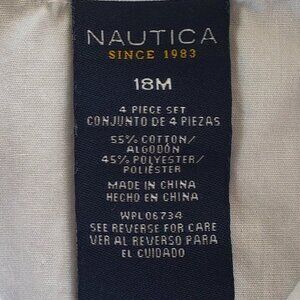 NAUTICA
SINCE 1983
18M
4 PIECE SET
CONJUNTO DE 4 PIEZAS
55% COTTON/
ALGODÓN
45% POLYESTER/
POLIÉSTER
MADE IN CHINA
HECHO EN CHINA
WPL06734
SEE REVERSE FOR CARE
VER AL REVERSO PARA
EL CUIDADO